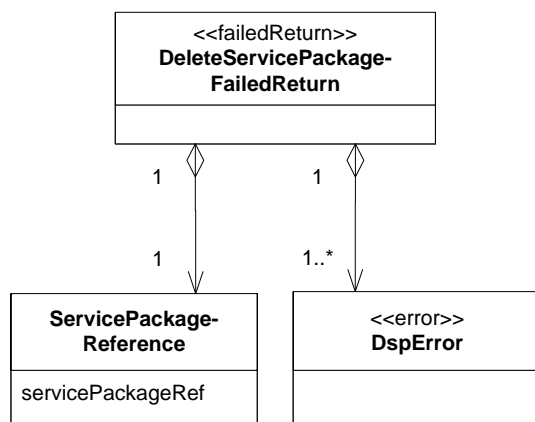 <<failedReturn>>
DeleteServicePackage-
FailedReturn
1
1
1
1..*
ServicePackage-
Reference
<<error>>
DspError
servicePackageRef